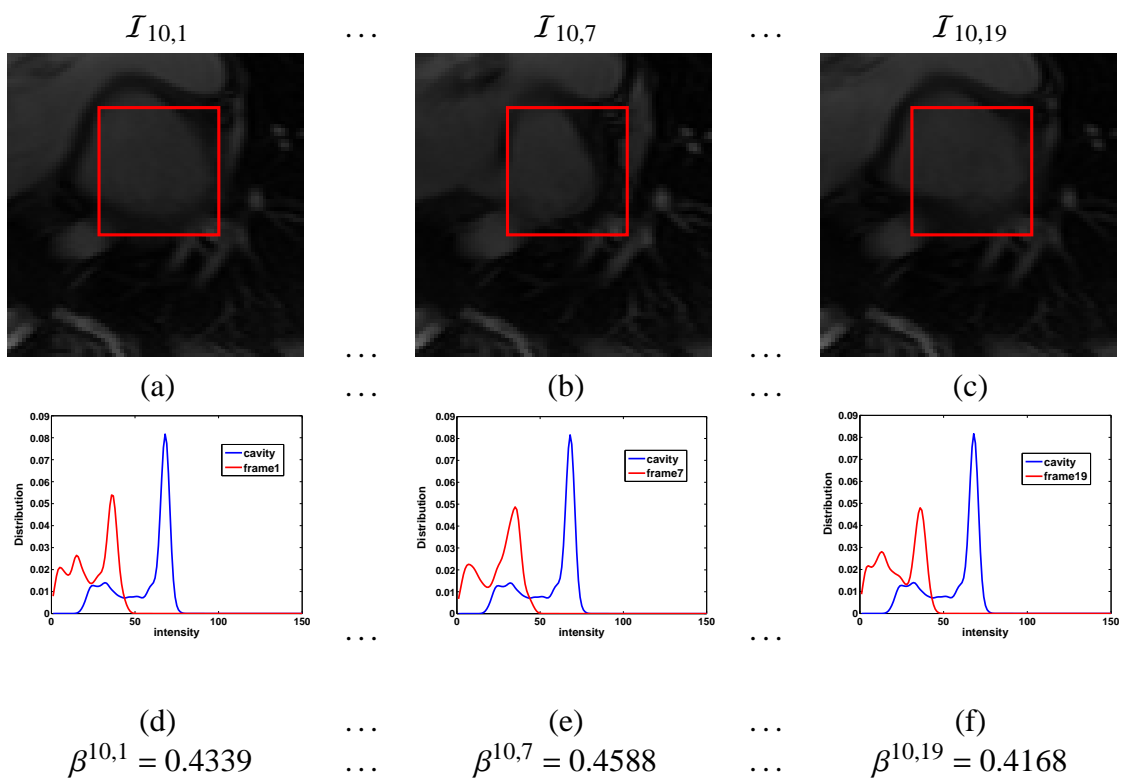 𝓘10,1 ... 𝓘10,7 ... 𝓘10,19
... ...
(a) ... (b) ... (c)
0.09
0.08
0.07
0.06
0.05
0.04
0.03
0.02
0.01
0
Distribution
cavity
frame1
0 50 100 150
intensity
0.09
0.08
0.07
0.06
0.05
0.04
0.03
0.02
0.01
0
Distribution
cavity
frame7
0 50 100 150
intensity
0.09
0.08
0.07
0.06
0.05
0.04
0.03
0.02
0.01
0
Distribution
cavity
frame19
0 50 100 150
intensity
... ...
(d) ... (e) ... (f)
β10,1 = 0.4339 ... β10,7 = 0.4588 ... β10,19 = 0.4168